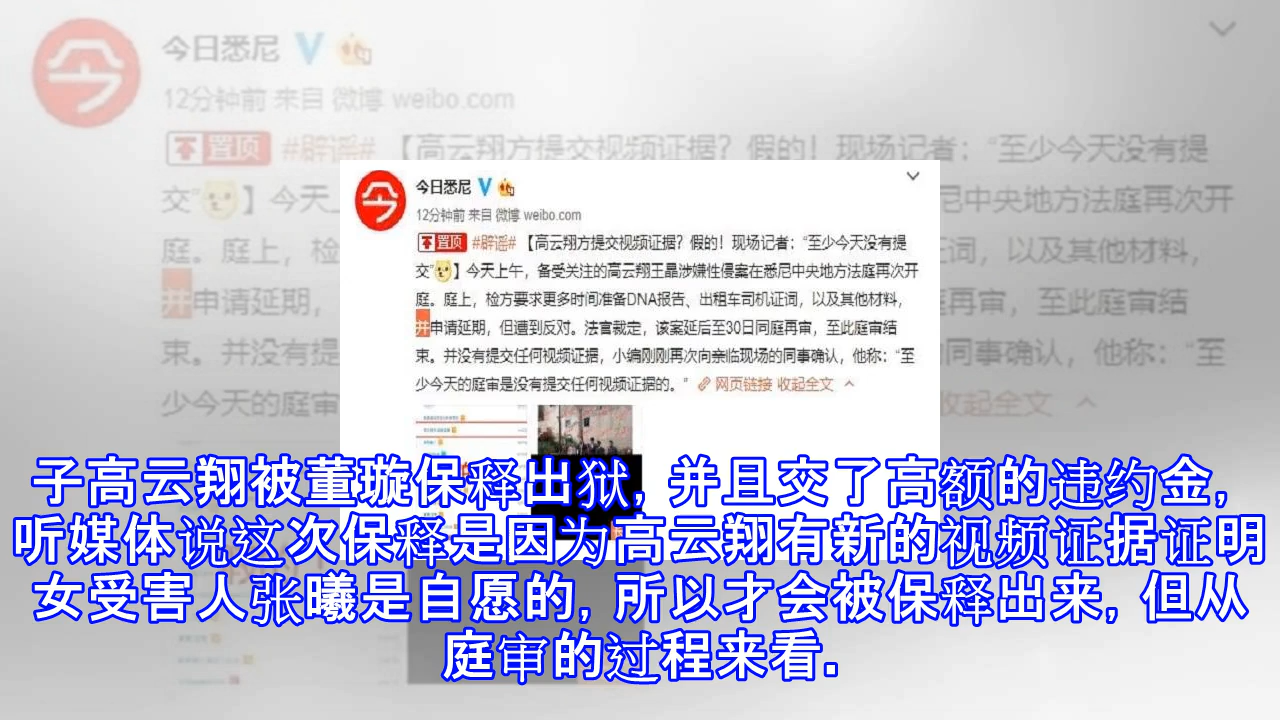 今日悉尼
12分钟前 来自 微博 weibo.com
置顶 #辟谣# 【高云翔方提交视频证据？假的！现场记者：“至少今天没有提
交”】今天上午，备受关注的高云翔王晶涉嫌性侵案在悉尼中央地方法庭再次开
庭。庭上，检方要求更多时间准备DNA报告、出租车司机证词，以及其他材料，
并申请延期，但遭到反对。法官裁定，该案延后至30日同庭再审，至此庭审结
束。并没有提交任何视频证据，小编刚刚再次向亲临现场的同事确认，他称：“至
少今天的庭审是没有提交任何视频证据的。” 网页链接 收起全文
子高云翔被董璇保释出狱, 并且交了高额的违约金,
听媒体说这次保释是因为高云翔有新的视频证据证明
女受害人张曦是自愿的, 所以才会被保释出来, 但从
庭审的过程来看.